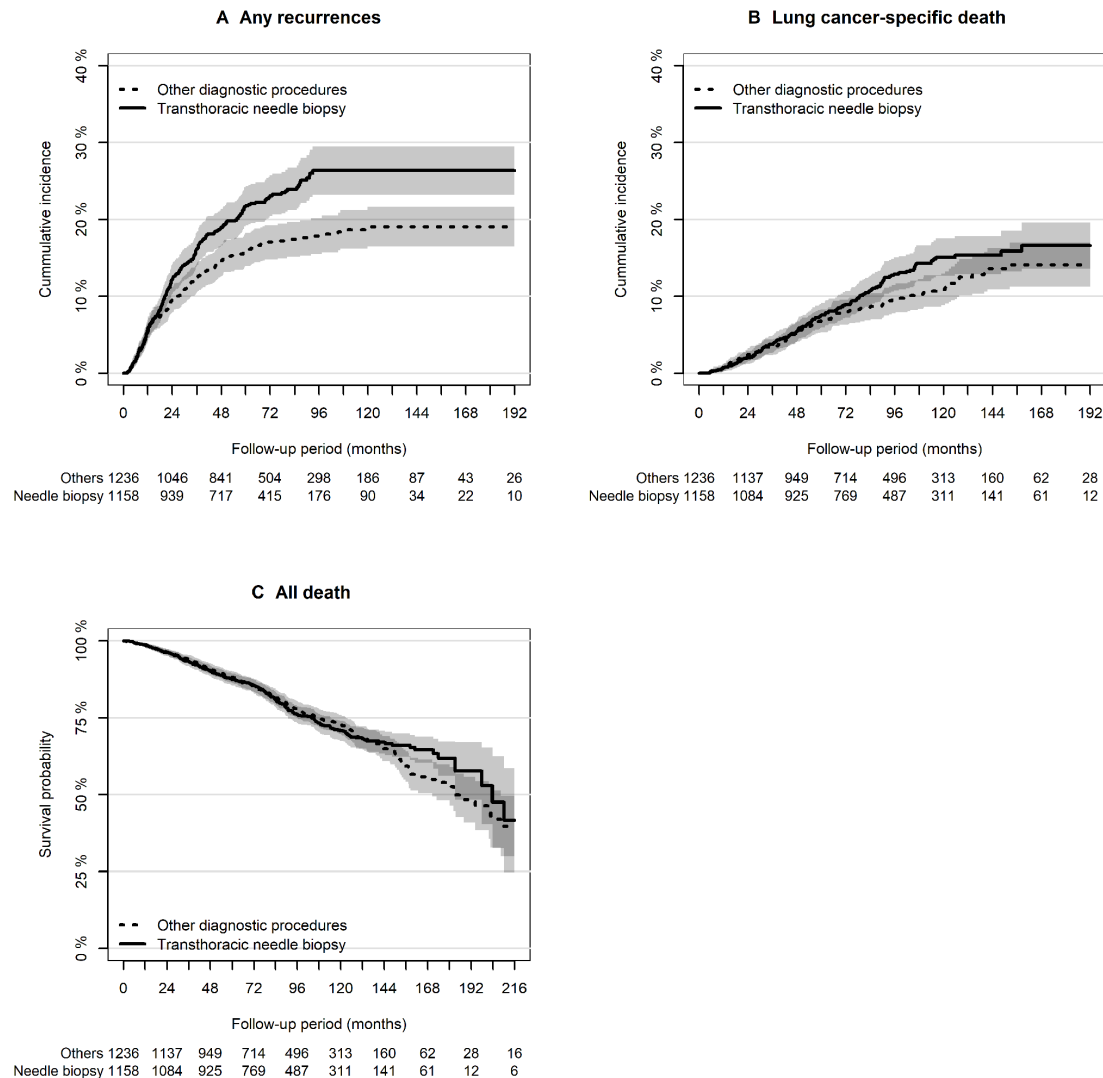 A Any recurrences
40 %
30 %
20 %
10 %
0 %
Cummulative incidence
Other diagnostic procedures
Transthoracic needle biopsy
0 24 48 72 96 120 144 168 192
Follow-up period (months)
Others 1236 1046 841 504 298 186 87 43 26
Needle biopsy 1158 939 717 415 176 90 34 22 10
B Lung cancer-specific death
40 %
30 %
20 %
10 %
0 %
Cummulative incidence
Other diagnostic procedures
Transthoracic needle biopsy
0 24 48 72 96 120 144 168 192
Follow-up period (months)
Others 1236 1137 949 714 496 313 160 62 28
Needle biopsy 1158 1084 925 769 487 311 141 61 12
C All death
100 %
75 %
50 %
25 %
0 %
Survival probability
Other diagnostic procedures
Transthoracic needle biopsy
0 24 48 72 96 120 144 168 192 216
Follow-up period (months)
Others 1236 1137 949 714 496 313 160 62 28 16
Needle biopsy 1158 1084 925 769 487 311 141 61 12 6